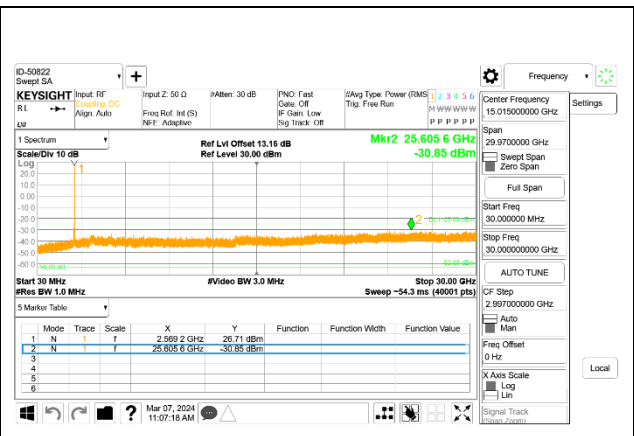 ID-50822
Swept SA
Frequency
Settings
KEYSIGHT
RL
Input: RF
Coupling: DC
Align: Auto
Input Z: 50 Ω
Freq Ref: Int (S)
NFE: Adaptive
#Atten: 30 dB
PNO: Fast
Gate: Off
IF Gain: Low
Sig Track: Off
#Avg Type: Power (RMS
Trig: Free Run
1 2 3 4 5 6
M W W W W W
P P P P P P
1 Spectrum
Scale/Div 10 dB
Log
Ref Lvl Offset 13.16 dB
Ref Level 30.00 dBm
Mkr2 25.605 6 GHz
-30.85 dBm
20.0
10.0
0.00
-10.0
-20.0
-30.0
-40.0
-50.0
-60.0
1
2
Start 30 MHz
#Res BW 1.0 MHz
#Video BW 3.0 MHz
Stop 30.00 GHz
Sweep ~54.3 ms (40001 pts)
5 Marker Table
Mode Trace Scale X Y Function Function Width Function Value
1 N 1 f 2.569 2 GHz 26.71 dBm
2 N 1 f 25.605 6 GHz -30.85 dBm
3
4
5
6
Mar 07, 2024
11:07:18 AM
Center Frequency
15.015000000 GHz
Span
29.9700000 GHz
Swept Span
Zero Span
Full Span
Start Freq
30.000000 MHz
Stop Freq
30.000000000 GHz
AUTO TUNE
CF Step
2.997000000 GHz
Auto
Man
Freq Offset
0 Hz
X Axis Scale
Log
Lin
Signal Track
(Span Zoom)
Local